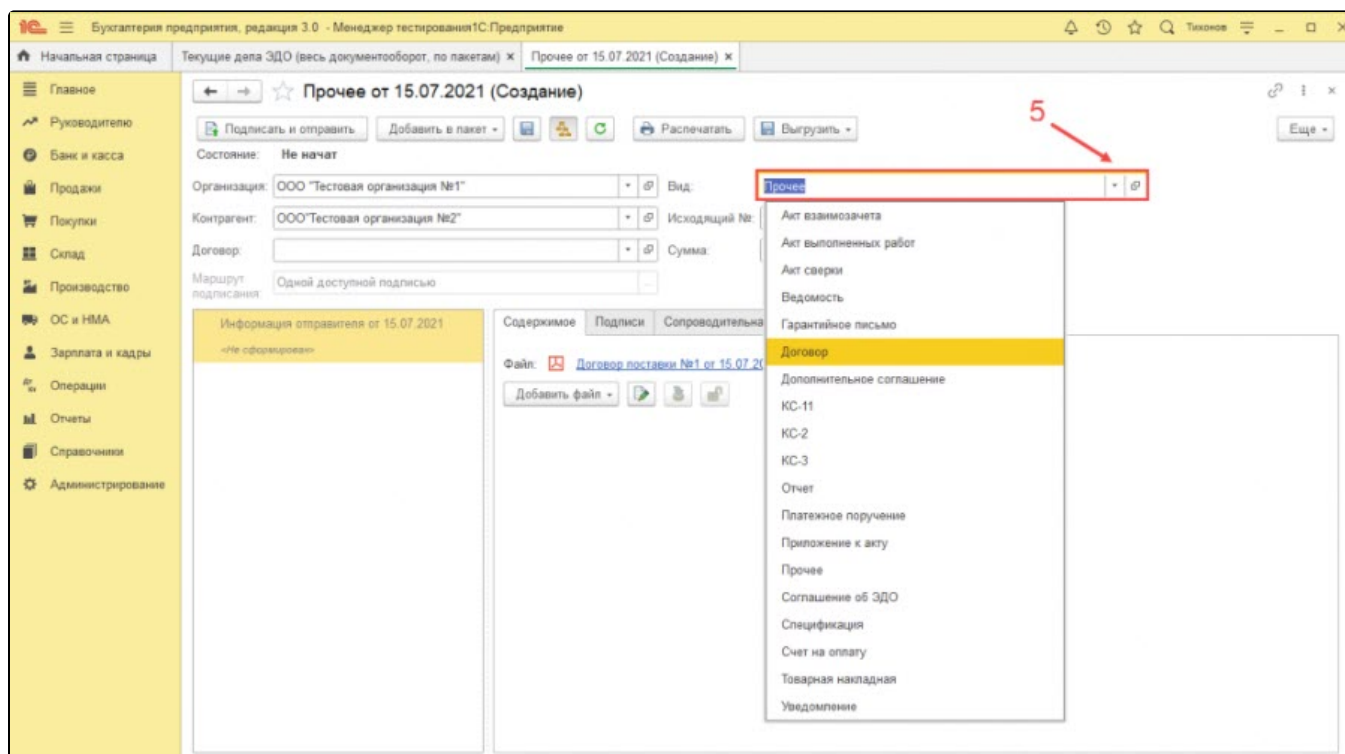 1С Бухгалтерия предприятия, редакция 3.0 - Менеджер тестирования1С:Предприятие Тихонов
Начальная страница Текущие дела ЭДО (весь документооборот, по пакетам) × Прочее от 15.07.2021 (Создание) ×
Главное
Руководителю
Банк и касса
Продажи
Покупки
Склад
Производство
ОС и НМА
Зарплата и кадры
Операции
Отчеты
Справочники
Администрирование
Прочее от 15.07.2021 (Создание)
5
Подписать и отправить Добавить в пакет Распечатать Выгрузить Еще
Состояние: Не начат
Организация: ООО "Тестовая организация №1" Вид: Прочее
Контрагент: ООО"Тестовая организация №2" Исходящий №:
Договор: Сумма:
Маршрут подписания: Одной доступной подписью
Информация отправителя от 15.07.2021
<Не сформирован>
Содержимое Подписи Сопроводительна
Файл: Договор поставки №1 от 15.07.20
Добавить файл
Акт взаимозачета
Акт выполненных работ
Акт сверки
Ведомость
Гарантийное письмо
Договор
Дополнительное соглашение
КС-11
КС-2
КС-3
Отчет
Платежное поручение
Приложение к акту
Прочее
Соглашение об ЭДО
Спецификация
Счет на оплату
Товарная накладная
Уведомление